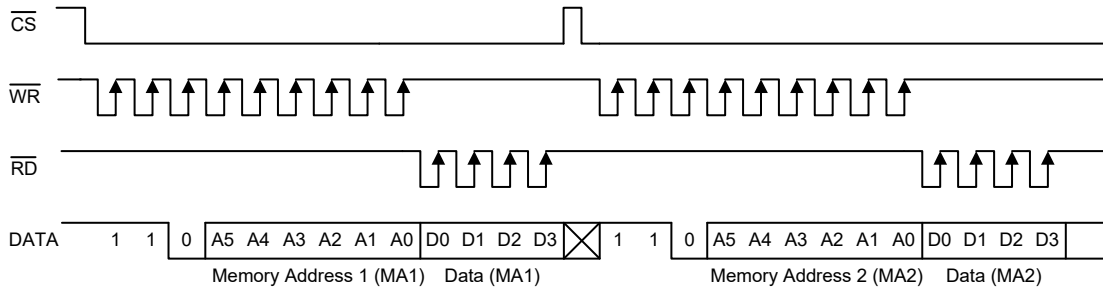 CS
WR
RD
DATA 1 1 0 A5 A4 A3 A2 A1 A0 D0 D1 D2 D3 1 1 0 A5 A4 A3 A2 A1 A0 D0 D1 D2 D3
Memory Address 1 (MA1) Data (MA1) Memory Address 2 (MA2) Data (MA2)